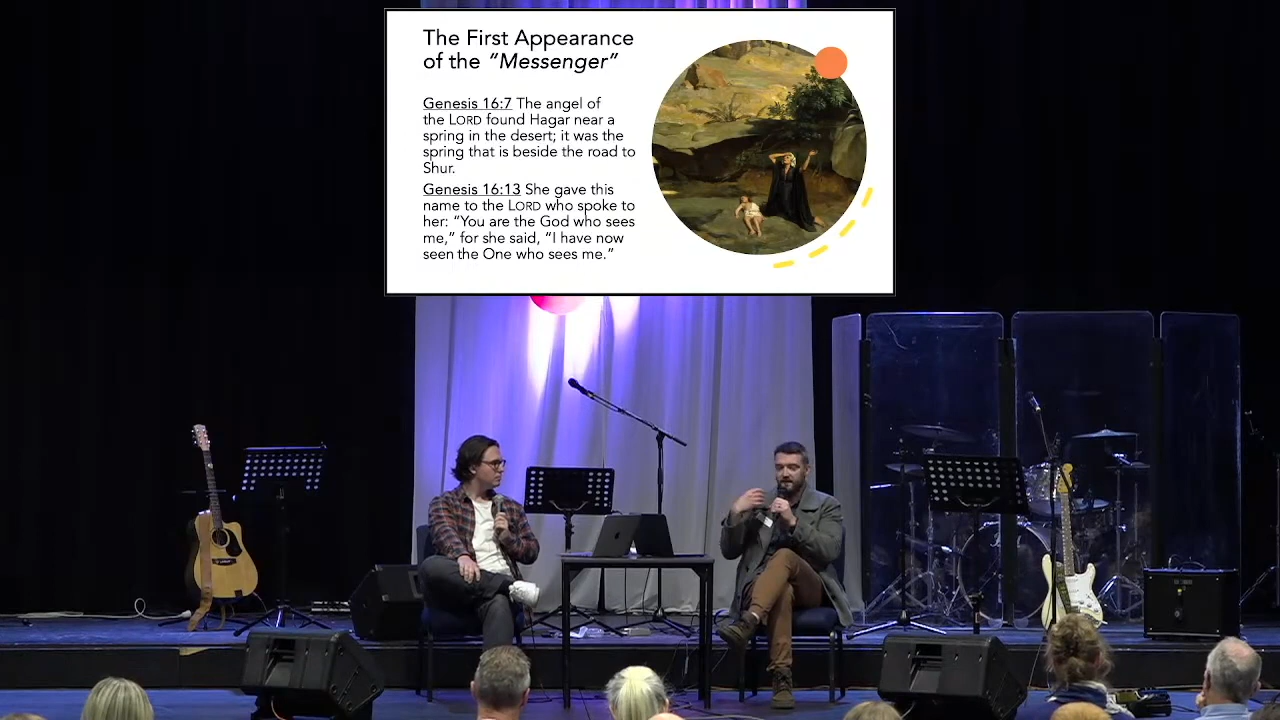 The First Appearance
of the “Messenger”
Genesis 16:7 The angel of
the LORD found Hagar near a
spring in the desert; it was the
spring that is beside the road to
Shur.
Genesis 16:13 She gave this
name to the LORD who spoke to
her: “You are the God who sees
me,” for she said, “I have now
seen the One who sees me.”